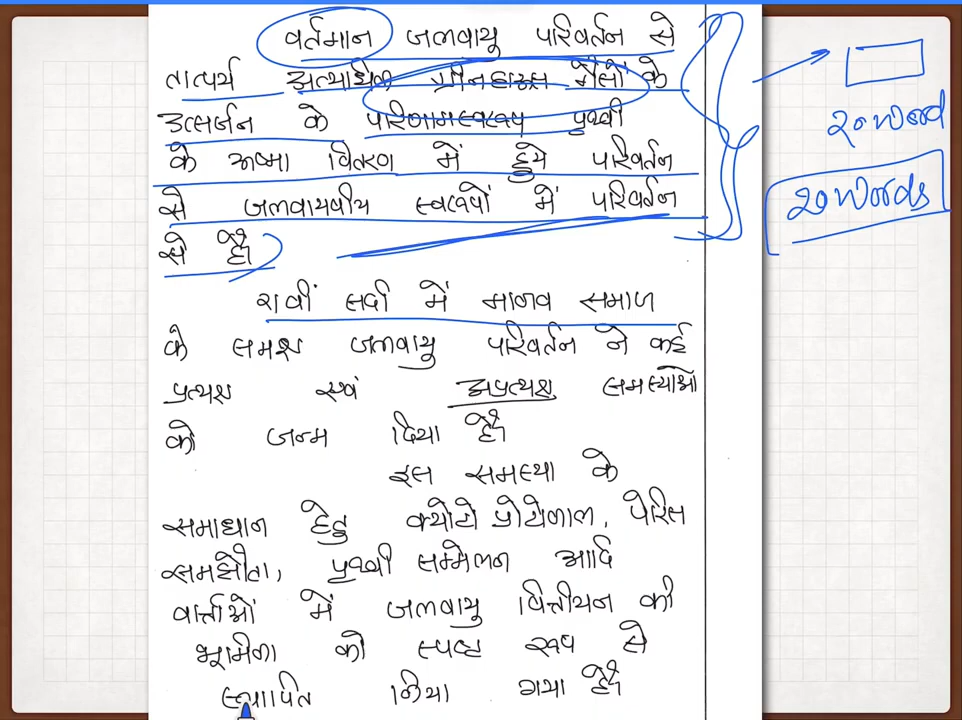 वर्तमान जलवायु परिवर्तन से
तात्पर्य अत्यधिक ग्रीनहाउस गैसों के
उत्सर्जन के परिणामस्वरूप पृथ्वी
के ऊष्मा वितरण में हुये परिवर्तन
से जलवायवीय स्वरूपों में परिवर्तन
से है।
21वीं सदी में मानव समाज
के समक्ष जलवायु परिवर्तन ने कई
प्रत्यक्ष एवं अप्रत्यक्ष समस्याओं
को जन्म दिया है।
इस समस्या के
समाधान हेतु क्योटो प्रोटोकाल, पेरिस
समझौता, पृथ्वी सम्मेलन आदि
वार्त्ताओं में जलवायु वित्तीयन की
भूमिका को स्पष्ट रूप से
स्थापित किया गया है।
20 word
20 words